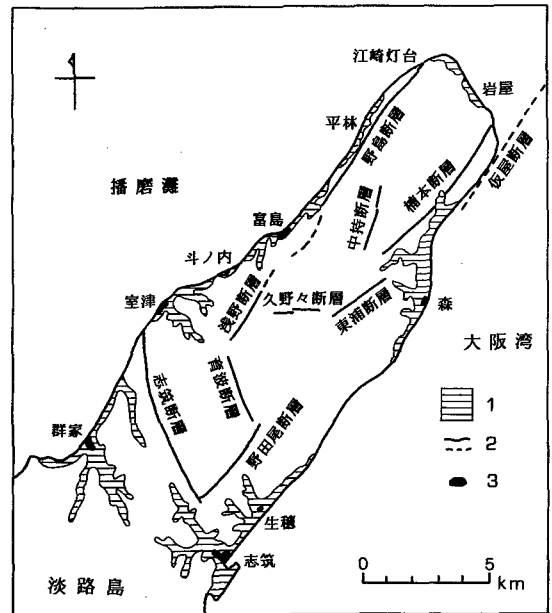 江崎灯台
岩屋
平林
野島断層
仮屋断層
楠本断層
播磨灘
中持断層
富島
斗ノ内
浅野断層
久野々断層
東浦断層
森
室津
大阪湾
志筑断層
育波断層
野田尾断層
群家
生穂
志筑
淡路島
1
2
3
0 5
km